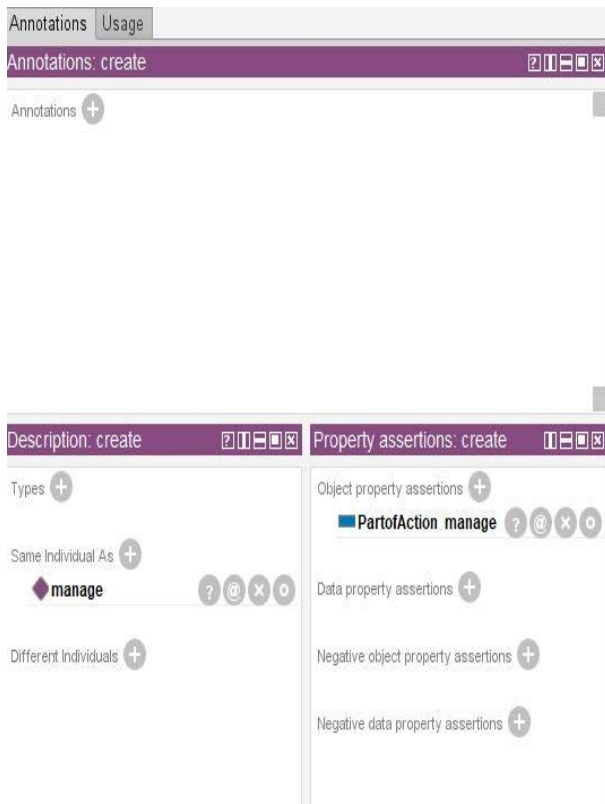 Annotations Usage
Annotations: create
Annotations
Description: create
Types
Same Individual As
manage
Different Individuals
Property assertions: create
Object property assertions
PartofAction manage
Data property assertions
Negative object property assertions
Negative data property assertions